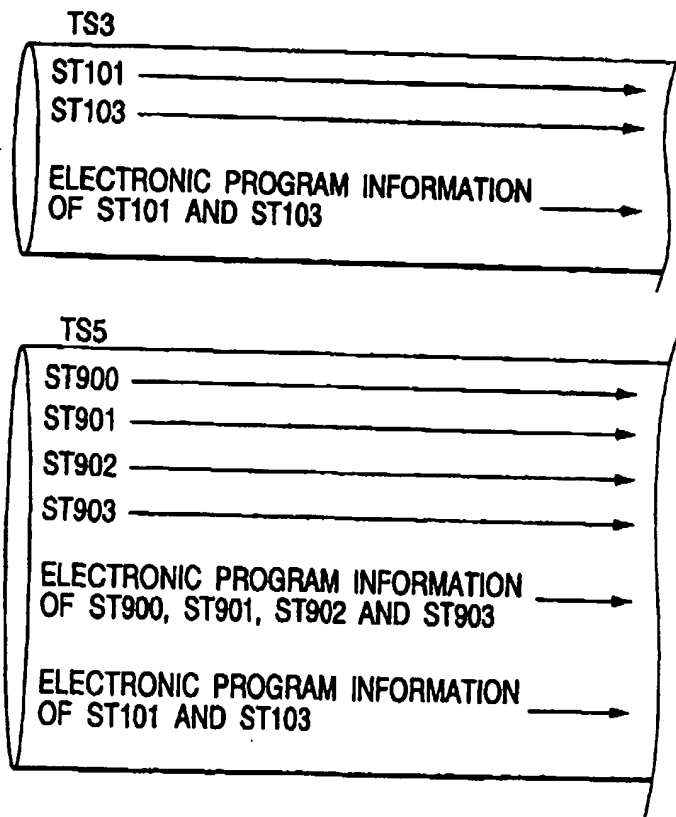 TS3
ST101
ST103
ELECTRONIC PROGRAM INFORMATION
OF ST101 AND ST103
TS5
ST900
ST901
ST902
ST903
ELECTRONIC PROGRAM INFORMATION
OF ST900, ST901, ST902 AND ST903
ELECTRONIC PROGRAM INFORMATION
OF ST101 AND ST103